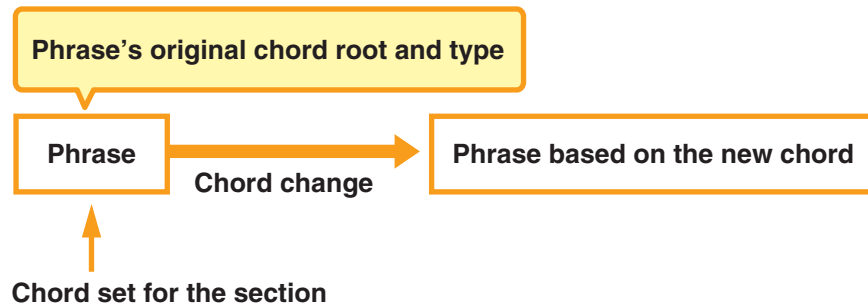 Phrase's original chord root and type
Phrase
Phrase based on the new chord
Chord change
Chord set for the section